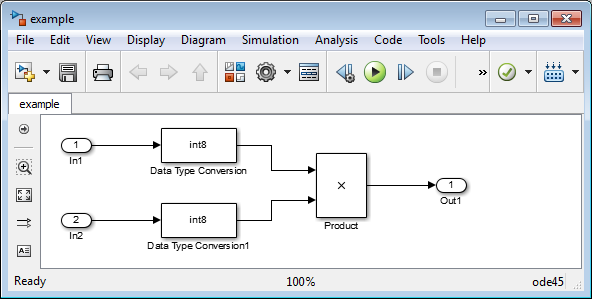 example
File Edit View Display Diagram Simulation Analysis Code Tools Help
»
example
1
In1
int8
Data Type Conversion
2
In2
int8
Data Type Conversion1
×
Product
1
Out1
Ready 100% ode45